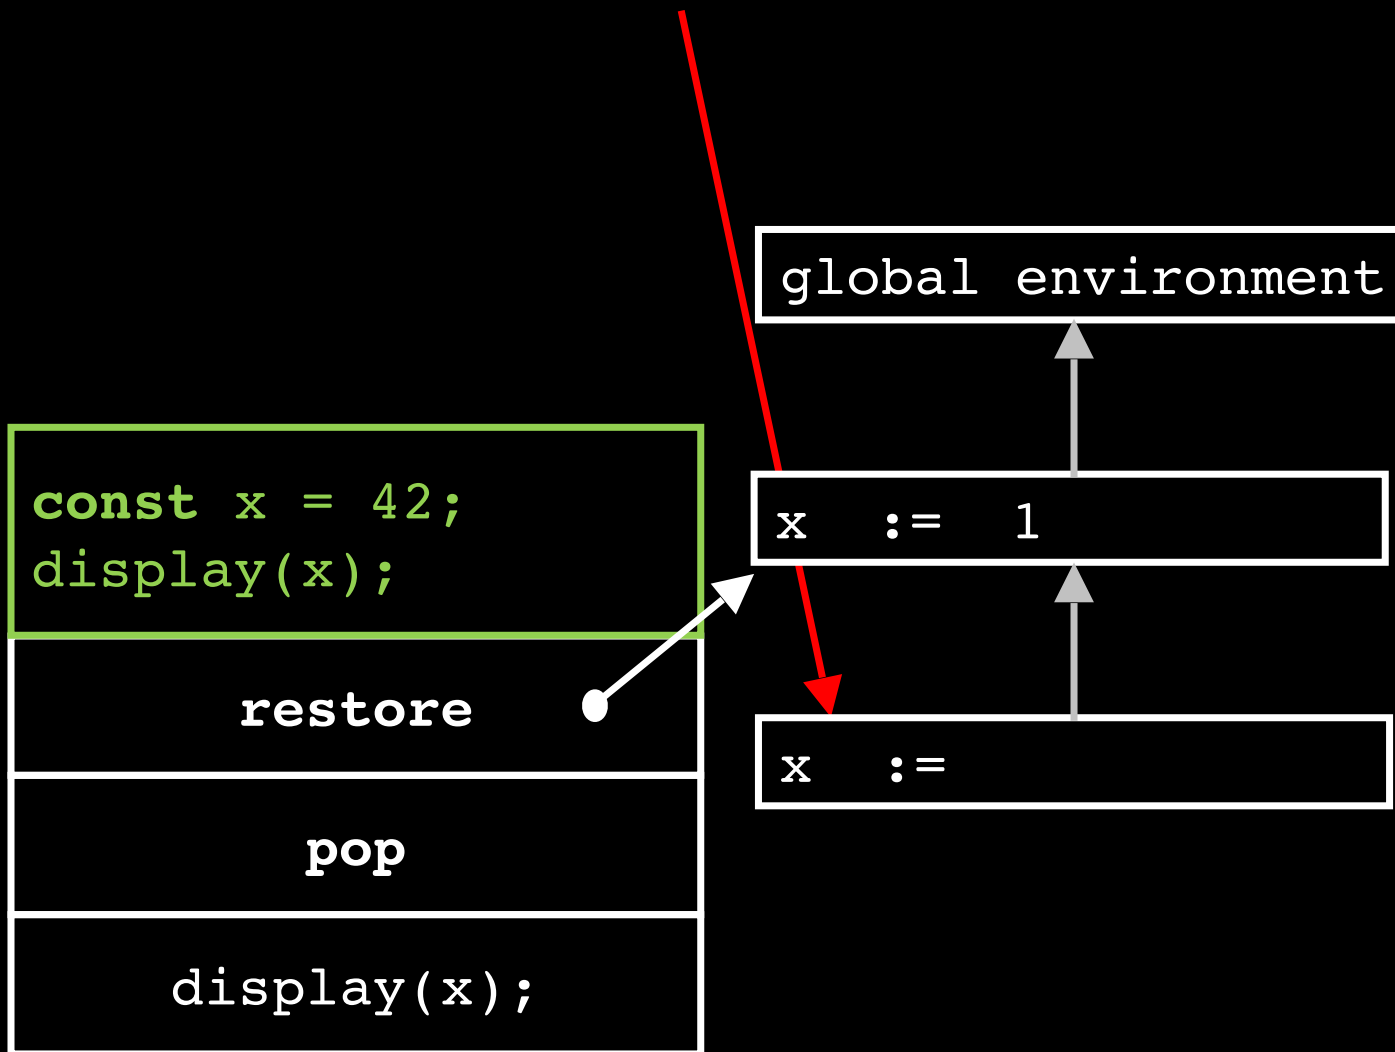 global environment
const x = 42;
display(x);
x := 1
restore
x :=
pop
display(x);